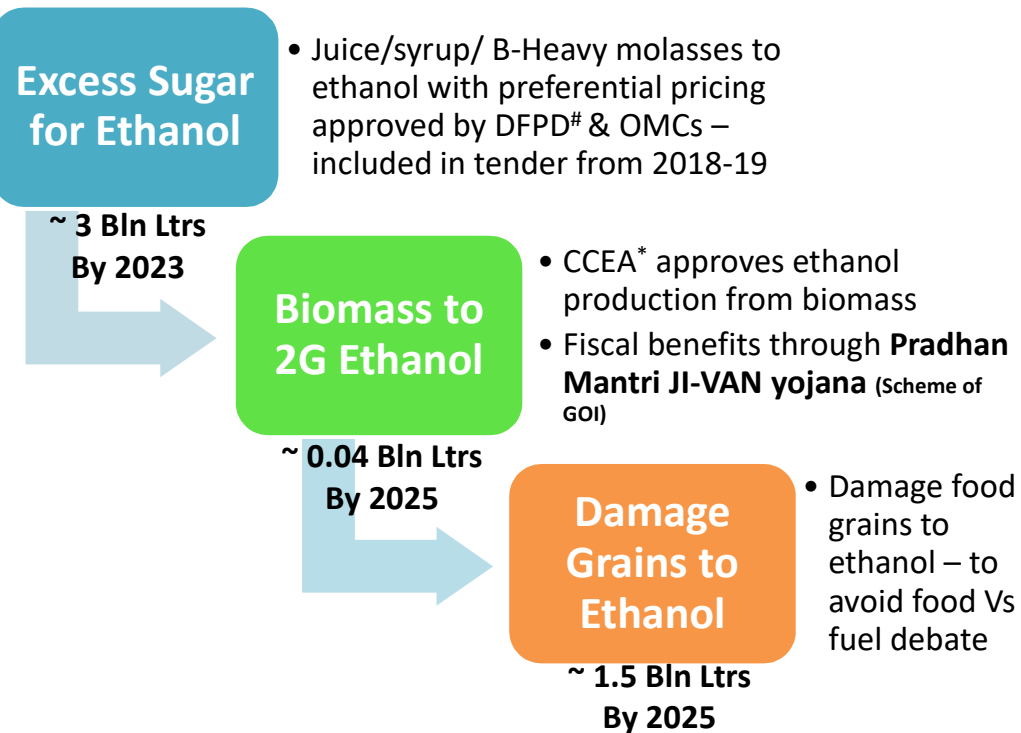 Excess Sugar
for Ethanol
• Juice/syrup/ B-Heavy molasses to
ethanol with preferential pricing
approved by DFPD# & OMCs –
included in tender from 2018-19
~ 3 Bln Ltrs
By 2023
Biomass to
2G Ethanol
• CCEA* approves ethanol
production from biomass
• Fiscal benefits through Pradhan
Mantri JI-VAN yojana (Scheme of
GOI)
~ 0.04 Bln Ltrs
By 2025
Damage
Grains to
Ethanol
• Damage food
grains to
ethanol – to
avoid food Vs
fuel debate
~ 1.5 Bln Ltrs
By 2025